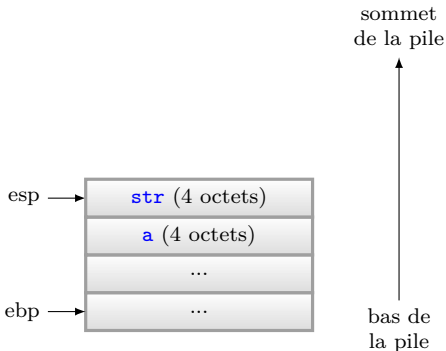 sommet
de la pile
esp
str (4 octets)
a (4 octets)
...
ebp
...
bas de
la pile